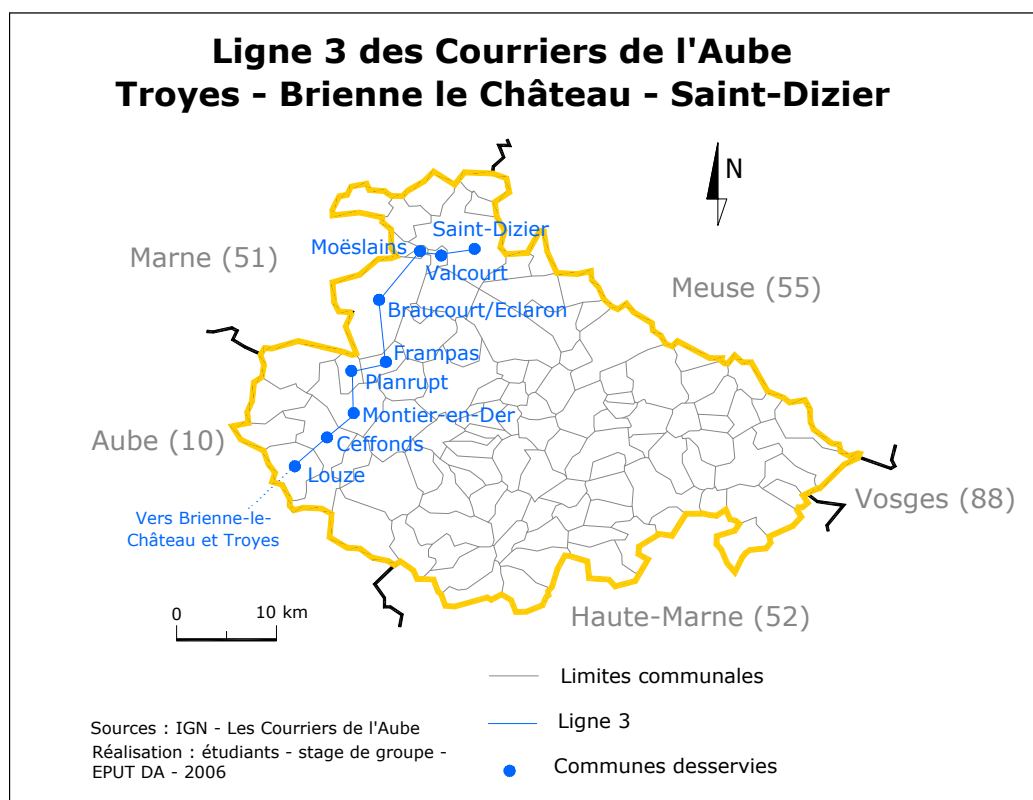 Ligne 3 des Courriers de l'Aube
Troyes - Brienne le Château - Saint-Dizier
N
Saint-Dizier
Moëslains
Marne (51)
Valcourt
Meuse (55)
Braucourt/Eclaron
Frampas
Planrupt
Montier-en-Der
Aube (10)
Ceffonds
Louze
Vosges (88)
Vers Brienne-le-
Château et Troyes
0 10 km
Haute-Marne (52)
Limites communales
Ligne 3
Communes desservies
Sources : IGN - Les Courriers de l'Aube
Réalisation : étudiants - stage de groupe -
EPUT DA - 2006